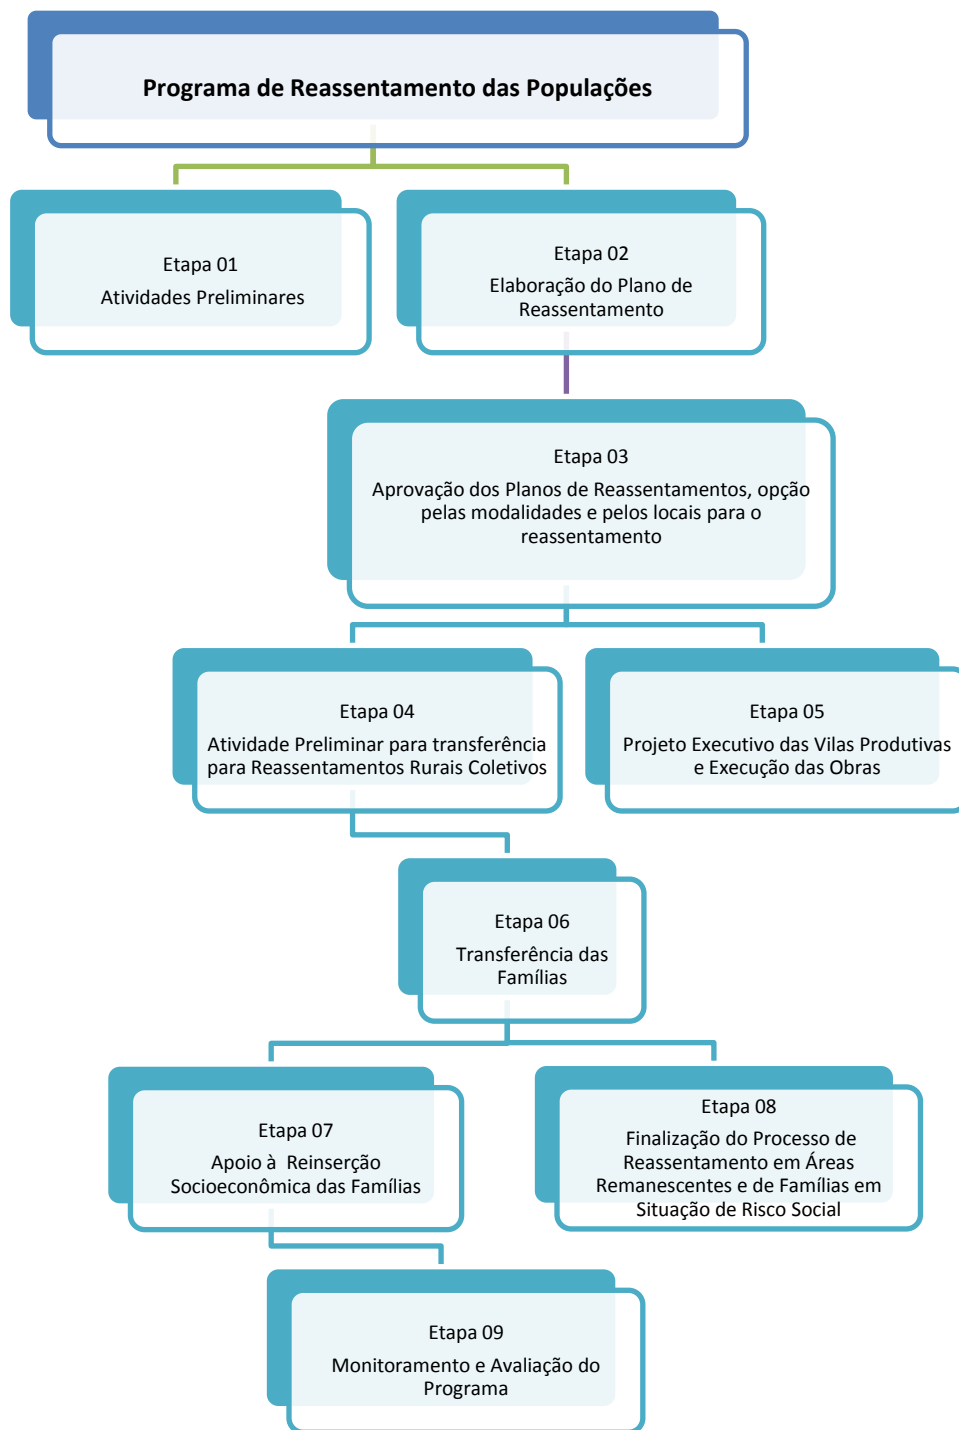 Programa de Reassentamento das Populações
Etapa 01
Atividades Preliminares
Etapa 02
Elaboração do Plano de
Reassentamento
Etapa 03
Aprovação dos Planos de Reassentamentos, opção
pelas modalidades e pelos locais para o
reassentamento
Etapa 04
Atividade Preliminar para transferência
para Reassentamentos Rurais Coletivos
Etapa 05
Projeto Executivo das Vilas Produtivas
e Execução das Obras
Etapa 06
Transferência das
Famílias
Etapa 07
Apoio à  Reinserção
Socioeconômica das Famílias
Etapa 08
Finalização do Processo de
Reassentamento em Áreas
Remanescentes e de Famílias em
Situação de Risco Social
Etapa 09
Monitoramento e Avaliação do
Programa